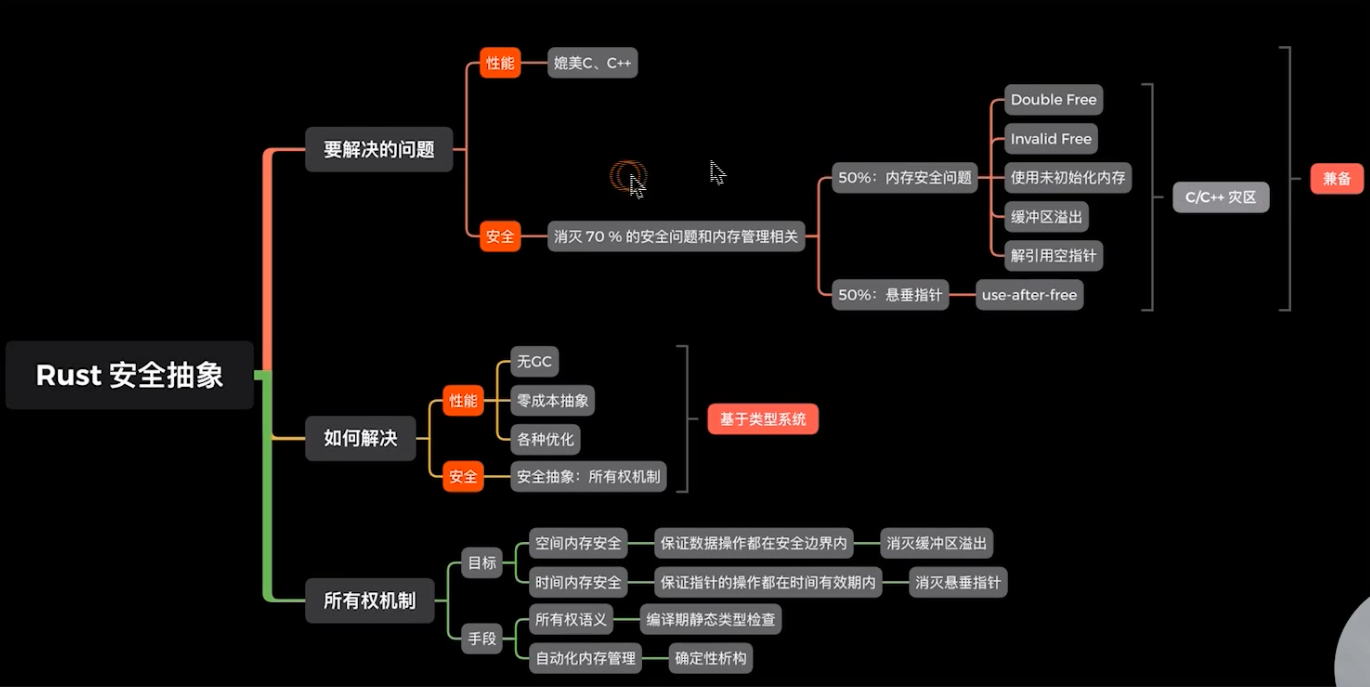 Rust 安全抽象
要解决的问题
性能
媲美C、C++
安全
消灭 70 % 的安全问题和内存管理相关
50%：内存安全问题
Double Free
Invalid Free
使用未初始化内存
缓冲区溢出
解引用空指针
50%：悬垂指针
use-after-free
C/C++ 灾区
兼备
如何解决
性能
无GC
零成本抽象
各种优化
安全
安全抽象：所有权机制
基于类型系统
所有权机制
目标
空间内存安全
保证数据操作都在安全边界内
消灭缓冲区溢出
时间内存安全
保证指针的操作都在时间有效期内
消灭悬垂指针
手段
所有权语义
编译期静态类型检查
自动化内存管理
确定性析构